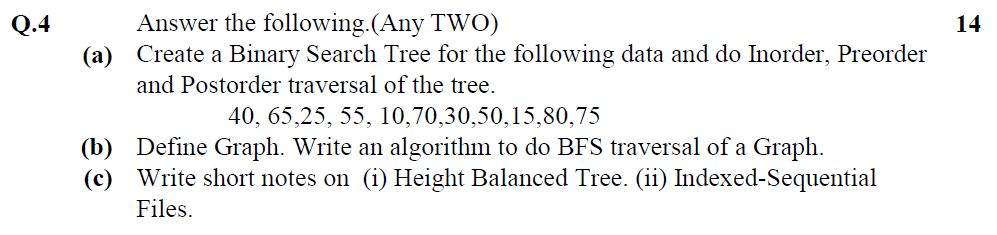 Q.4 Answer the following.(Any TWO) 14
(a) Create a Binary Search Tree for the following data and do Inorder, Preorder
and Postorder traversal of the tree.
40, 65,25, 55, 10,70,30,50,15,80,75
(b) Define Graph. Write an algorithm to do BFS traversal of a Graph.
(c) Write short notes on (i) Height Balanced Tree. (ii) Indexed-Sequential
Files.